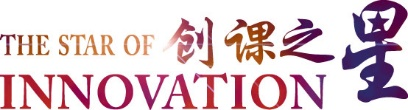 THE STAR OF 创课之星
INNOVATION